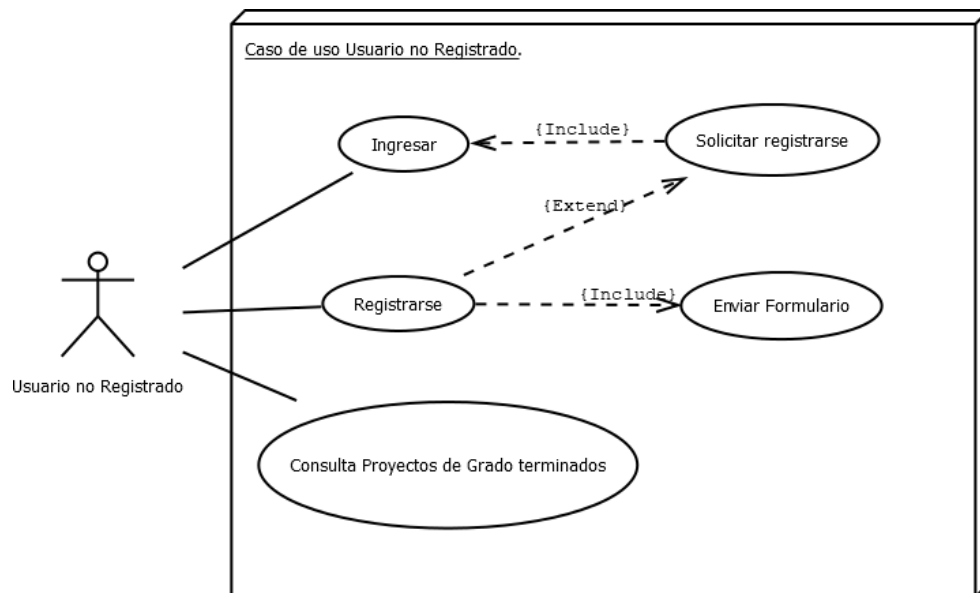 Caso de uso Usuario no Registrado.
{Include}
Ingresar
Solicitar registrarse
{Extend}
{Include}
Registrarse
Enviar Formulario
Usuario no Registrado
Consulta Proyectos de Grado terminados